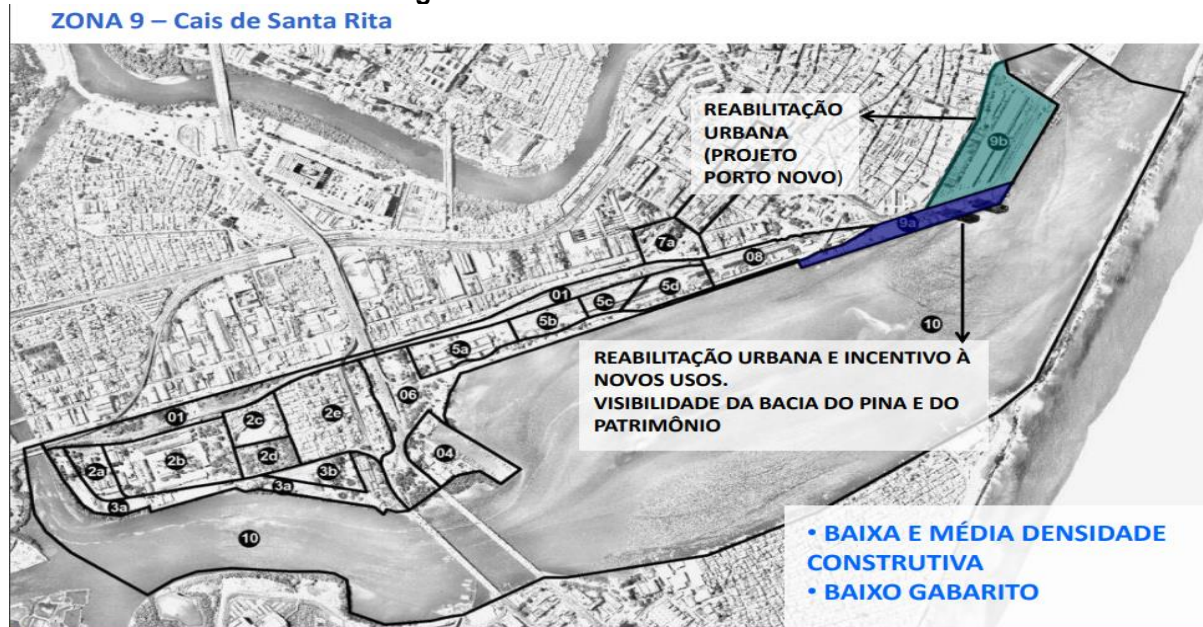 ZONA 9 – Cais de Santa Rita
REABILITAÇÃO
URBANA
(PROJETO
PORTO NOVO)
9b
9a
7a
08
01
5d
5c
5b
5a
10
REABILITAÇÃO URBANA E INCENTIVO À
NOVOS USOS.
VISIBILIDADE DA BACIA DO PINA E DO
PATRIMÔNIO
06
01
2c
2e
04
2a
2b
2d
3b
3a
3a
10
• BAIXA E MÉDIA DENSIDADE
CONSTRUTIVA
• BAIXO GABARITO